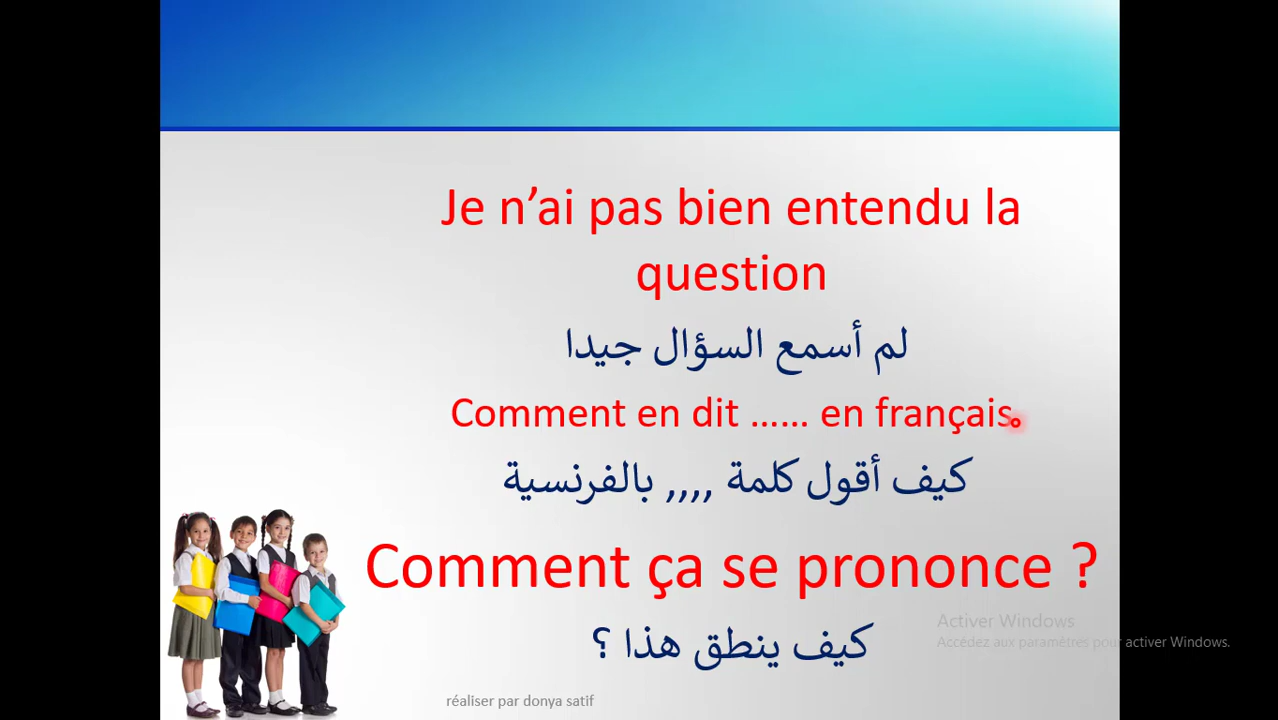 Je n’ai pas bien entendu la
question
لم أسمع السؤال جيدا
Comment en dit …… en français
كيف أقول كلمة ,,,, بالفرنسية
Comment ça se prononce ?
كيف ينطق هذا ؟
Activer Windows
Accédez aux paramètres pour activer Windows.
réaliser par donya satif